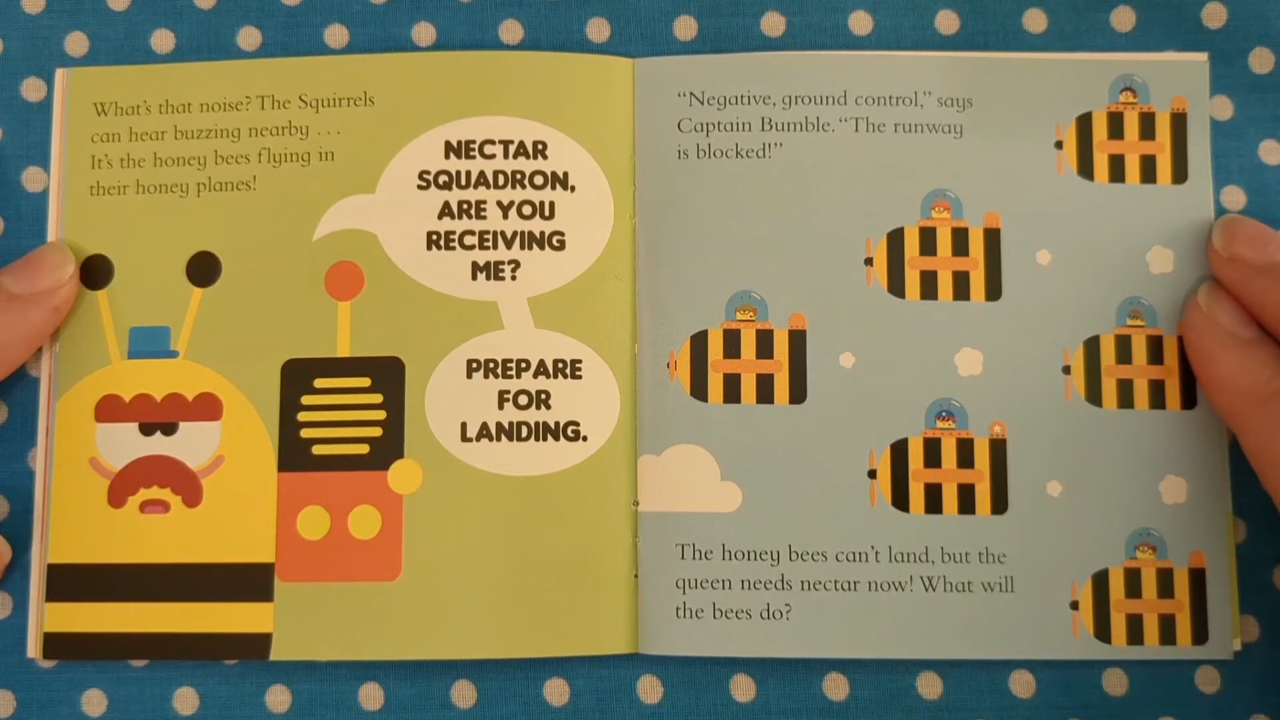 What's that noise? The Squirrels
can hear buzzing nearby . . .
It's the honey bees flying in
their honey planes!
NECTAR
SQUADRON,
ARE YOU
RECEIVING
ME?
PREPARE
FOR
LANDING.
“Negative, ground control,” says
Captain Bumble. “The runway
is blocked!”
The honey bees can't land, but the
queen needs nectar now! What will
the bees do?